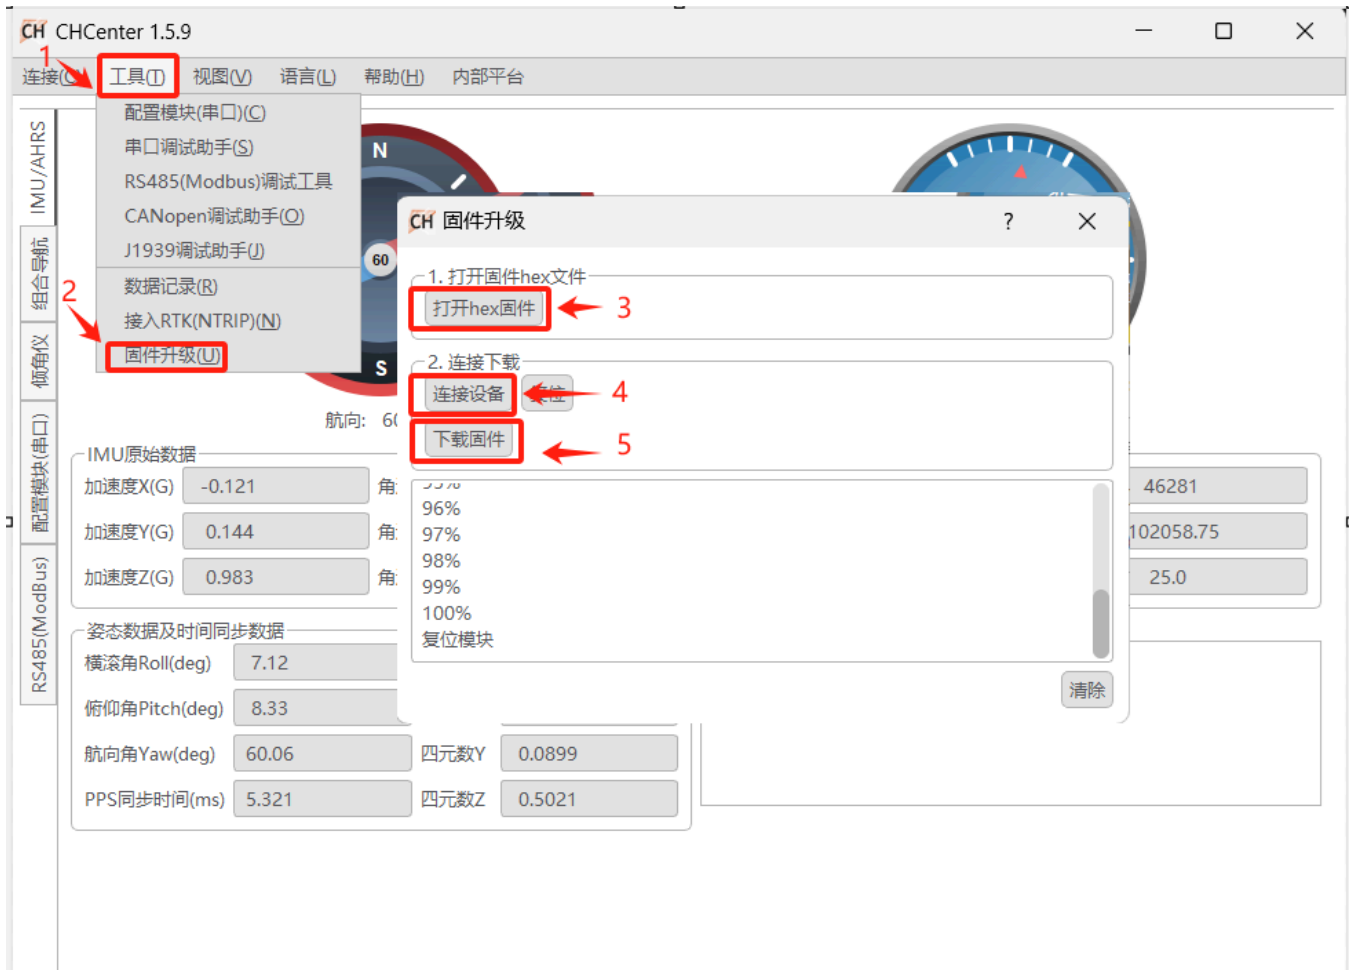 CH CHCenter 1.5.9
1
连接(C) 工具(T) 视图(V) 语言(L) 帮助(H) 内部平台
配置模块(串口)(C)
串口调试助手(S)
RS485(Modbus)调试工具
CANopen调试助手(O)
J1939调试助手(J)
数据记录(R)
接入RTK(NTRIP)(N)
固件升级(U)
2
IMU/AHRS
组合导航
倾角仪
配置模块(串口)
RS485(ModBus)
N
60
S
航向: 60
CH 固件升级 ?
1. 打开固件hex文件
打开hex固件 3
2. 连接下载
连接设备 复位 4
下载固件 5
96%
97%
98%
99%
100%
复位模块
清除
IMU原始数据
加速度X(G) -0.121 角 46281
加速度Y(G) 0.144 角 102058.75
加速度Z(G) 0.983 角 25.0
姿态数据及时间同步数据
横滚角Roll(deg) 7.12
俯仰角Pitch(deg) 8.33
航向角Yaw(deg) 60.06 四元数Y 0.0899
PPS同步时间(ms) 5.321 四元数Z 0.5021